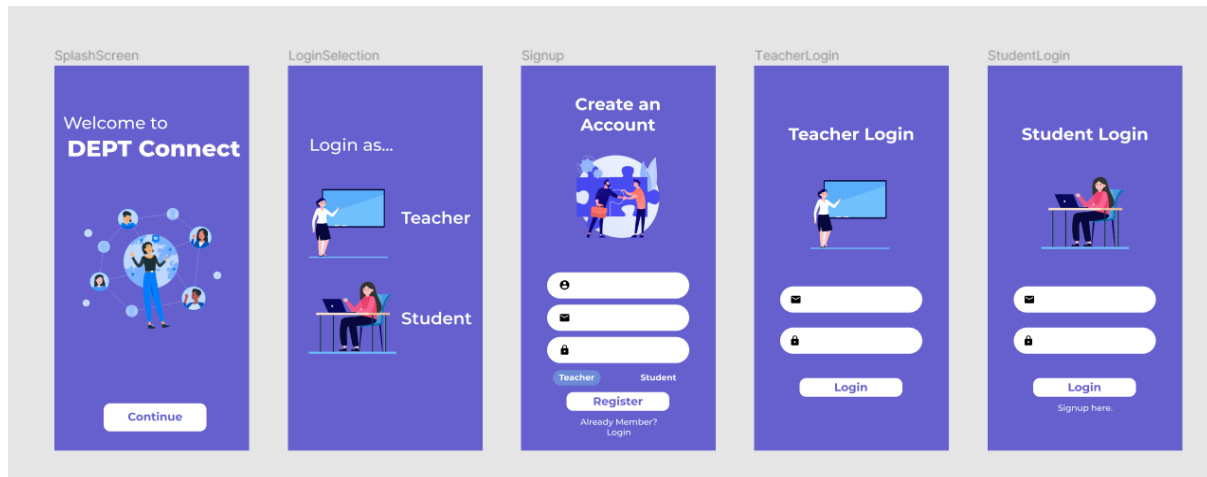 SplashScreen
Welcome to
DEPT Connect
Continue
LoginSelection
Login as...
Teacher
Student
Signup
Create an
Account
Teacher Student
Register
Already Member?
Login
TeacherLogin
Teacher Login
Login
StudentLogin
Student Login
Login
Signup here.